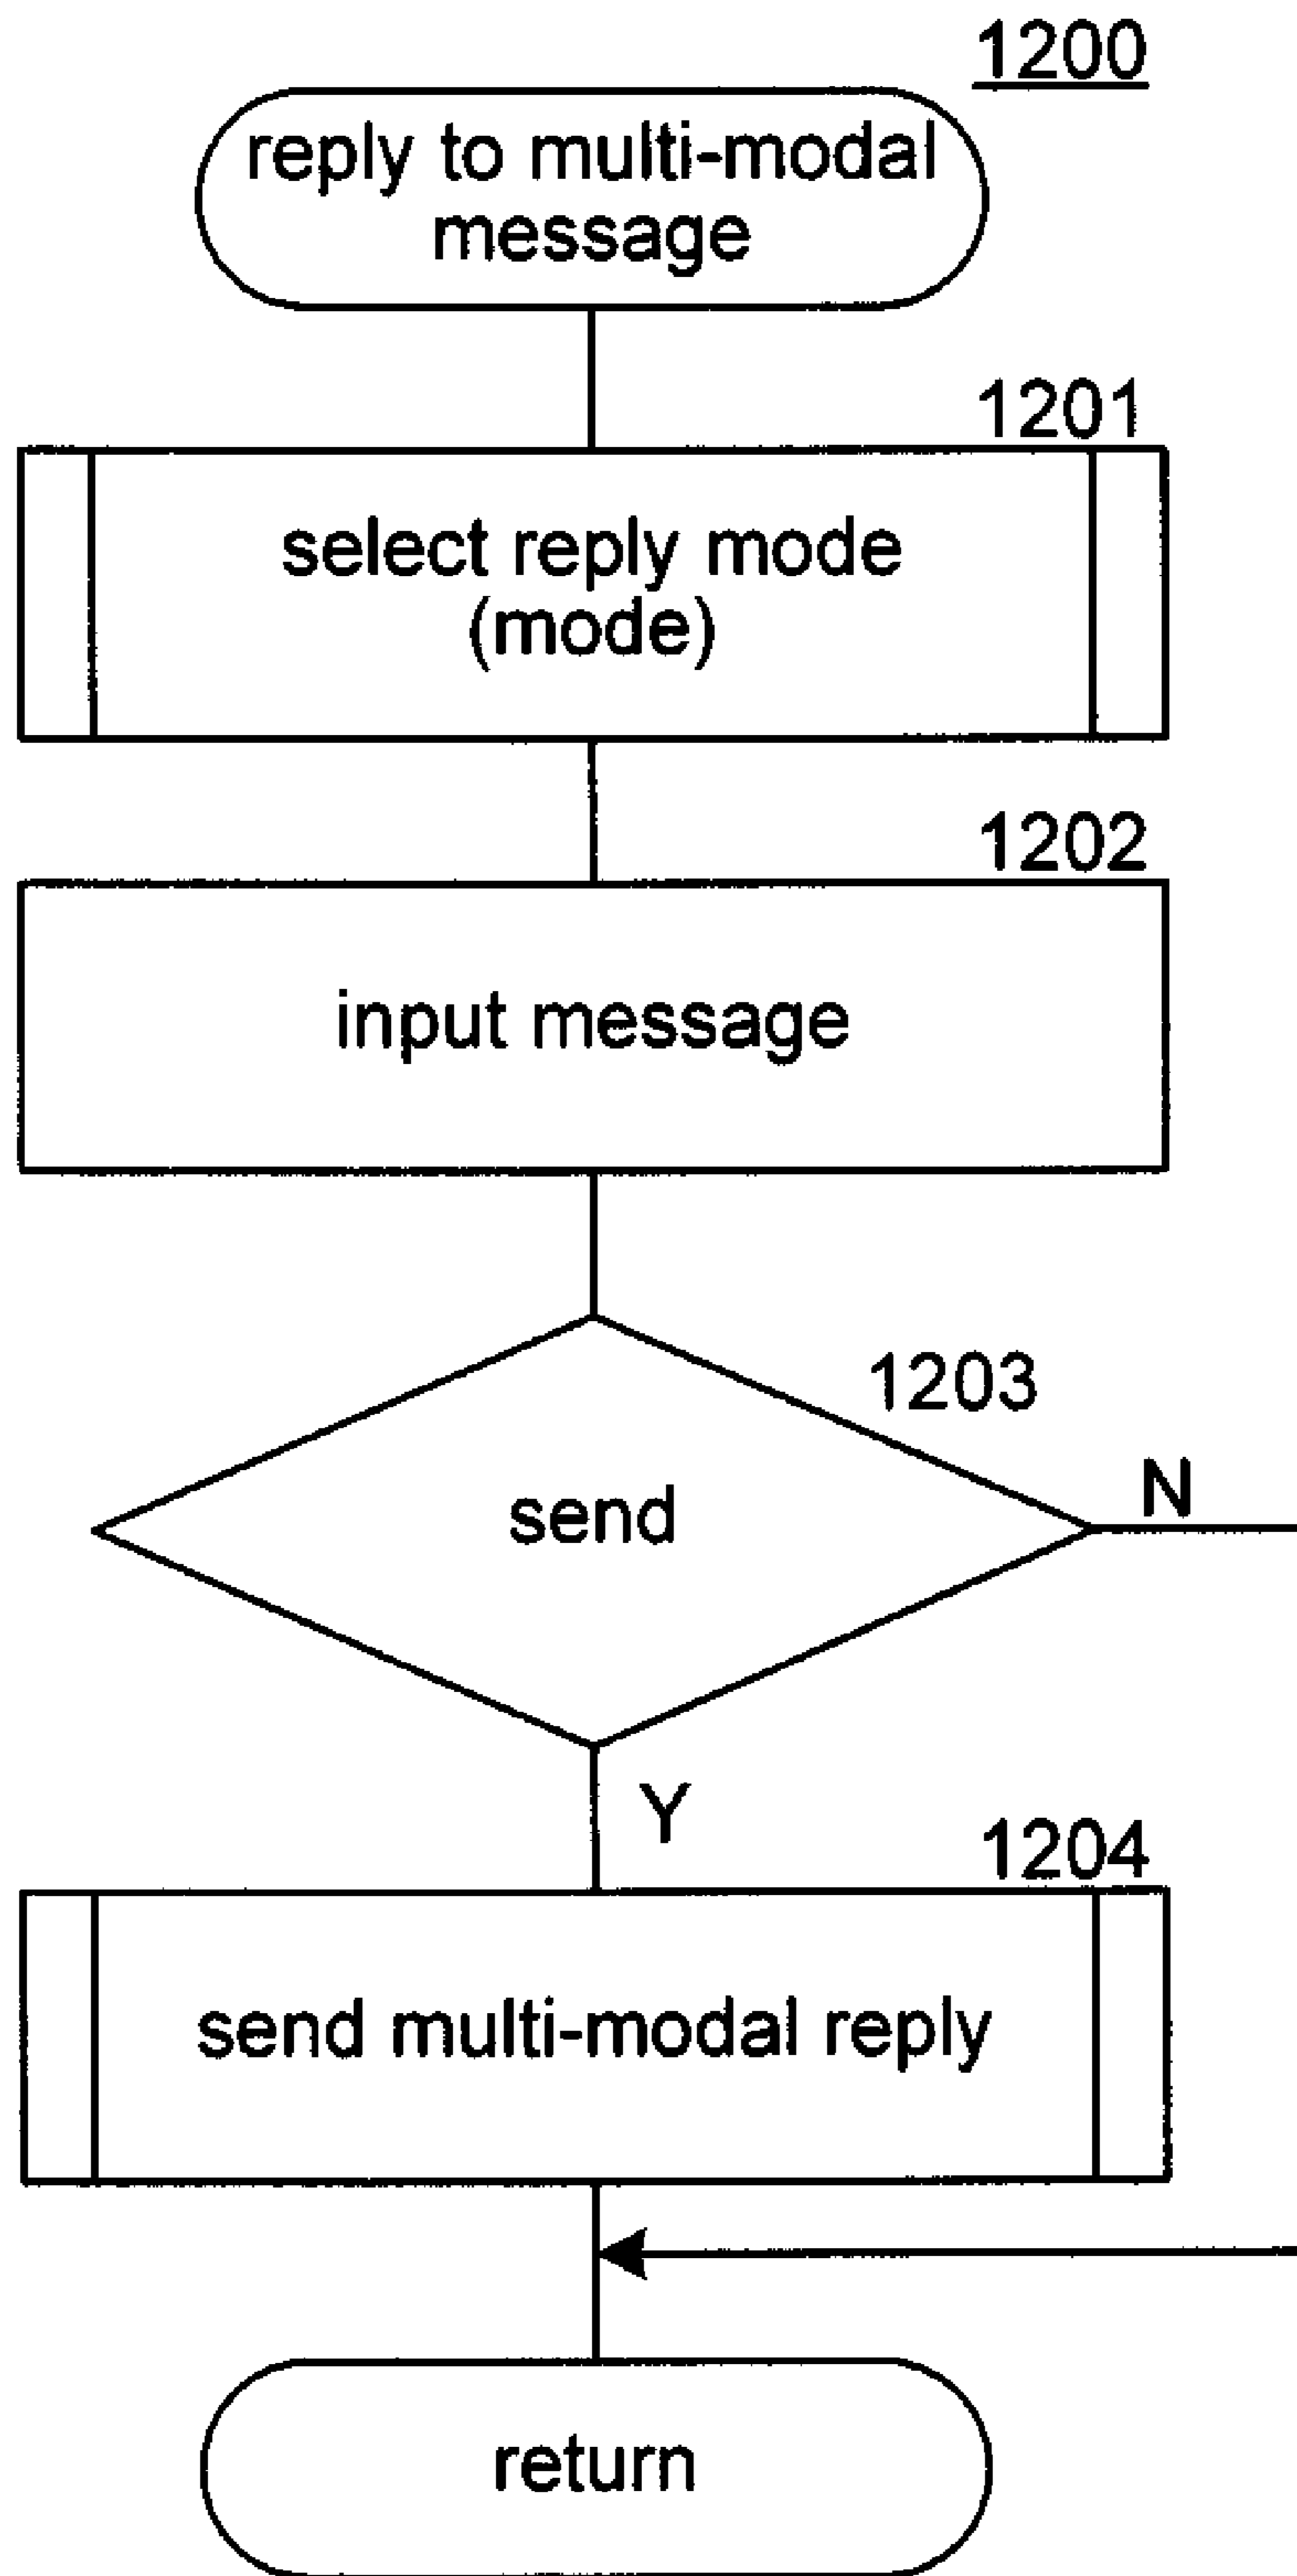 1200
reply to multi-modal
message
1201
select reply mode
(mode)
1202
input message
1203
send
N
Y
1204
send multi-modal reply
return